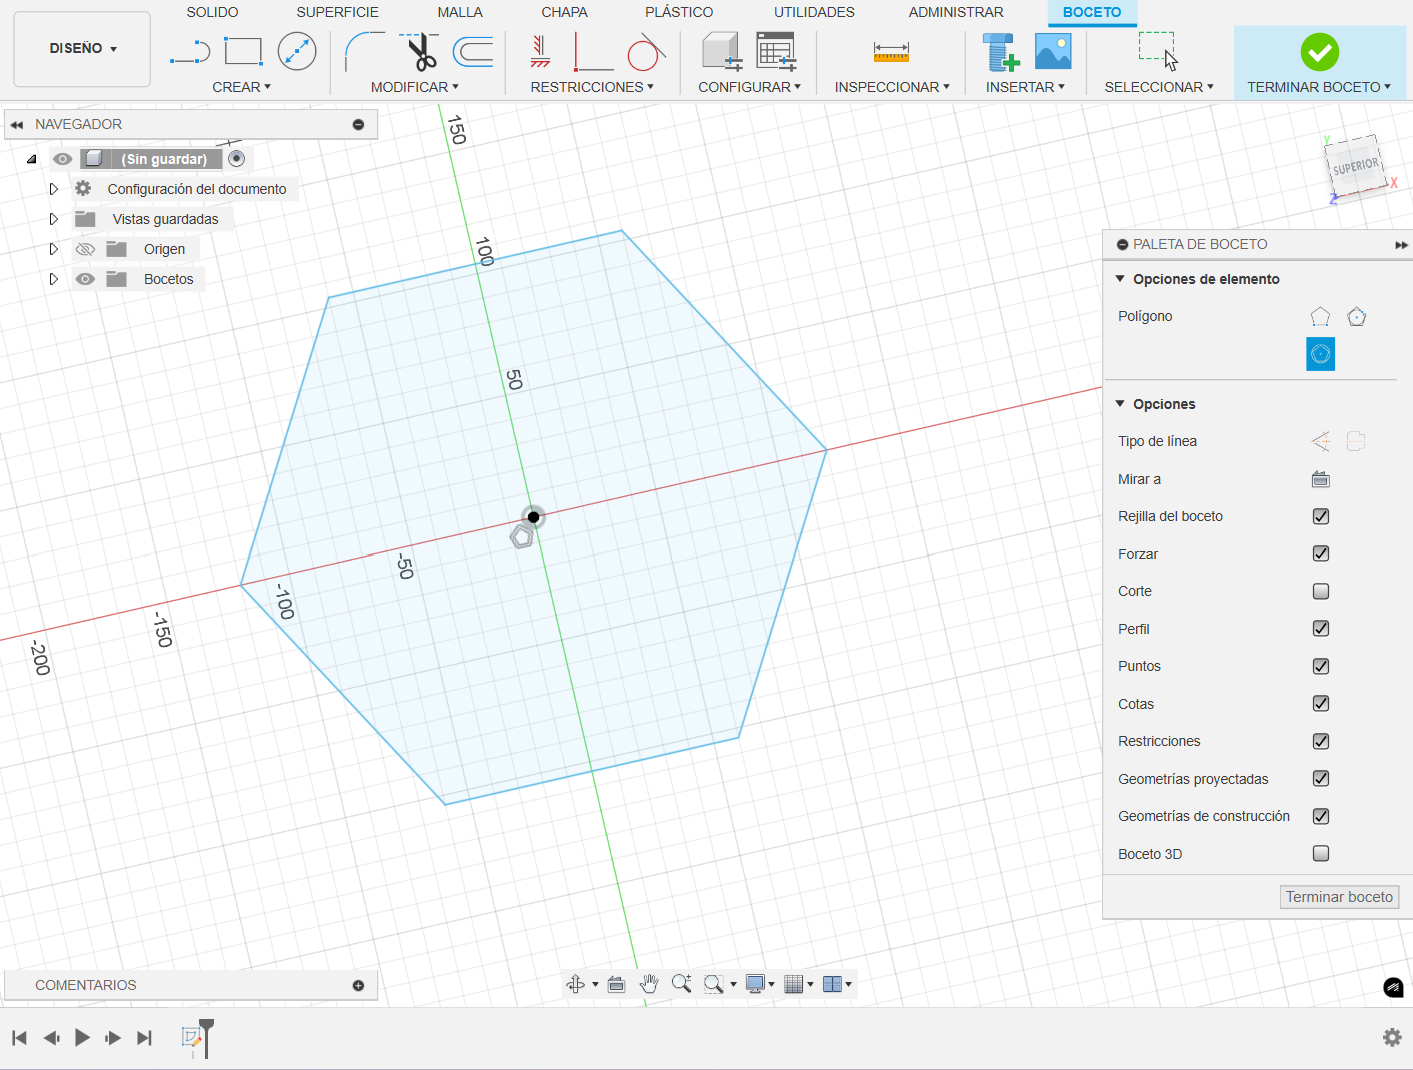 SOLIDO SUPERFICIE MALLA CHAPA PLÁSTICO UTILIDADES ADMINISTRAR BOCETO
DISEÑO
CREAR MODIFICAR RESTRICCIONES CONFIGURAR INSPECCIONAR INSERTAR SELECCIONAR TERMINAR BOCETO
NAVEGADOR
(Sin guardar)
Configuración del documento
Vistas guardadas
Origen
Bocetos
150
100
50
-50
-100
-150
-200
Y
SUPERIOR
X
Z
PALETA DE BOCETO
Opciones de elemento
Polígono
Opciones
Tipo de línea
Mirar a
Rejilla del boceto
Forzar
Corte
Perfil
Puntos
Cotas
Restricciones
Geometrías proyectadas
Geometrías de construcción
Boceto 3D
Terminar boceto
COMENTARIOS